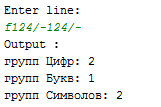 Enter line:
f124/-124/-
Output :
групп Цифр: 2
групп Букв: 1
групп Символов: 2